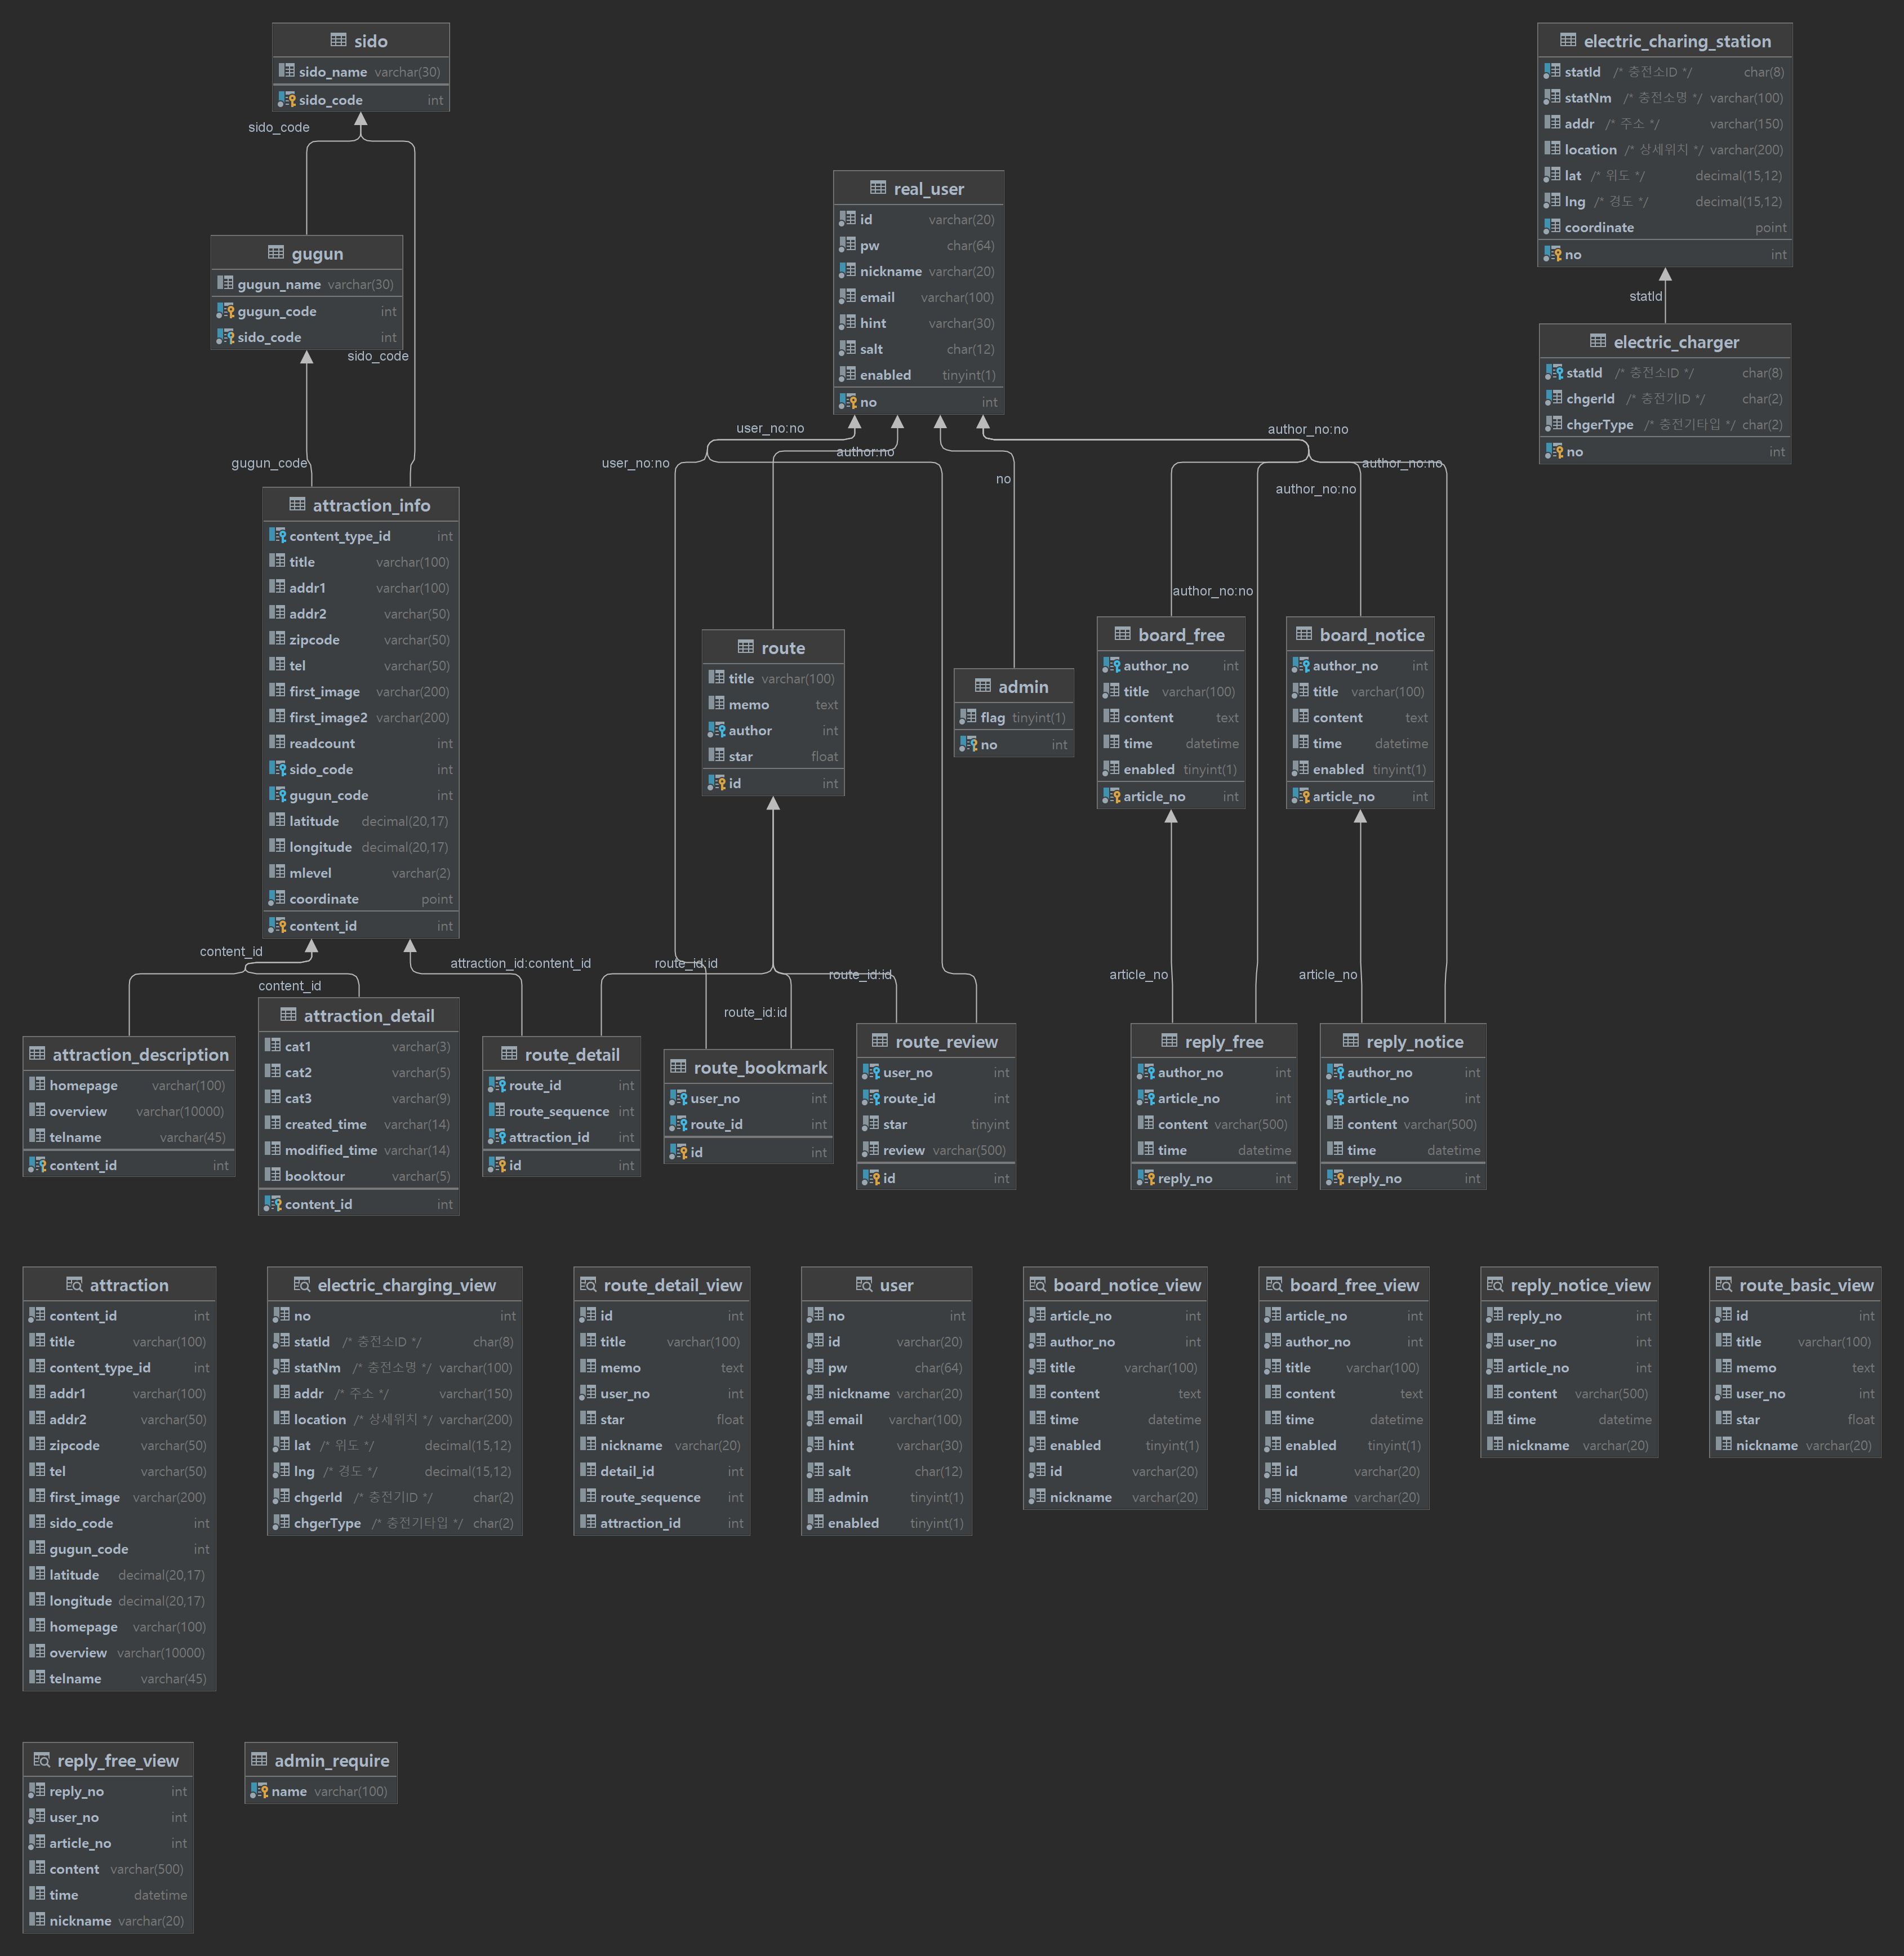 sido
sido_name varchar(30)
sido_code int
sido_code
gugun
gugun_name varchar(30)
gugun_code int
sido_code int
sido_code
gugun_code
attraction_info
content_type_id int
title varchar(100)
addr1 varchar(100)
addr2 varchar(50)
zipcode varchar(50)
tel varchar(50)
first_image varchar(200)
first_image2 varchar(200)
readcount int
sido_code int
gugun_code int
latitude decimal(20,17)
longitude decimal(20,17)
mlevel varchar(2)
coordinate point
content_id int
content_id
content_id
attraction_id:content_id
attraction_description
homepage varchar(100)
overview varchar(10000)
telname varchar(45)
content_id int
attraction_detail
cat1 varchar(3)
cat2 varchar(5)
cat3 varchar(9)
created_time varchar(14)
modified_time varchar(14)
booktour varchar(5)
content_id int
real_user
id varchar(20)
pw char(64)
nickname varchar(20)
email varchar(100)
hint varchar(30)
salt char(12)
enabled tinyint(1)
no int
user_no:no
user_no:no
author:no
no
author_no:no
author_no:no
author_no:no
author_no:no
route
title varchar(100)
memo text
author int
star float
id int
admin
flag tinyint(1)
no int
board_free
author_no int
title varchar(100)
content text
time datetime
enabled tinyint(1)
article_no int
board_notice
author_no int
title varchar(100)
content text
time datetime
enabled tinyint(1)
article_no int
route_id:id
route_id:id
route_id:id
article_no
article_no
route_detail
route_id int
route_sequence int
attraction_id int
id int
route_bookmark
user_no int
route_id int
id int
route_review
user_no int
route_id int
star tinyint
review varchar(500)
id int
reply_free
author_no int
article_no int
content varchar(500)
time datetime
reply_no int
reply_notice
author_no int
article_no int
content varchar(500)
time datetime
reply_no int
electric_charing_station
statId /* 충전소ID */ char(8)
statNm /* 충전소명 */ varchar(100)
addr /* 주소 */ varchar(150)
location /* 상세위치 */ varchar(200)
lat /* 위도 */ decimal(15,12)
lng /* 경도 */ decimal(15,12)
coordinate point
no int
statId
electric_charger
statId /* 충전소ID */ char(8)
chgerId /* 충전기ID */ char(2)
chgerType /* 충전기타입 */ char(2)
no int
attraction
content_id int
title varchar(100)
content_type_id int
addr1 varchar(100)
addr2 varchar(50)
zipcode varchar(50)
tel varchar(50)
first_image varchar(200)
sido_code int
gugun_code int
latitude decimal(20,17)
longitude decimal(20,17)
homepage varchar(100)
overview varchar(10000)
telname varchar(45)
electric_charging_view
no int
statId /* 충전소ID */ char(8)
statNm /* 충전소명 */ varchar(100)
addr /* 주소 */ varchar(150)
location /* 상세위치 */ varchar(200)
lat /* 위도 */ decimal(15,12)
lng /* 경도 */ decimal(15,12)
chgerId /* 충전기ID */ char(2)
chgerType /* 충전기타입 */ char(2)
route_detail_view
id int
title varchar(100)
memo text
user_no int
star float
nickname varchar(20)
detail_id int
route_sequence int
attraction_id int
user
no int
id varchar(20)
pw char(64)
nickname varchar(20)
email varchar(100)
hint varchar(30)
salt char(12)
admin tinyint(1)
enabled tinyint(1)
board_notice_view
article_no int
author_no int
title varchar(100)
content text
time datetime
enabled tinyint(1)
id varchar(20)
nickname varchar(20)
board_free_view
article_no int
author_no int
title varchar(100)
content text
time datetime
enabled tinyint(1)
id varchar(20)
nickname varchar(20)
reply_notice_view
reply_no int
user_no int
article_no int
content varchar(500)
time datetime
nickname varchar(20)
route_basic_view
id int
title varchar(100)
memo text
user_no int
star float
nickname varchar(20)
reply_free_view
reply_no int
user_no int
article_no int
content varchar(500)
time datetime
nickname varchar(20)
admin_require
name varchar(100)